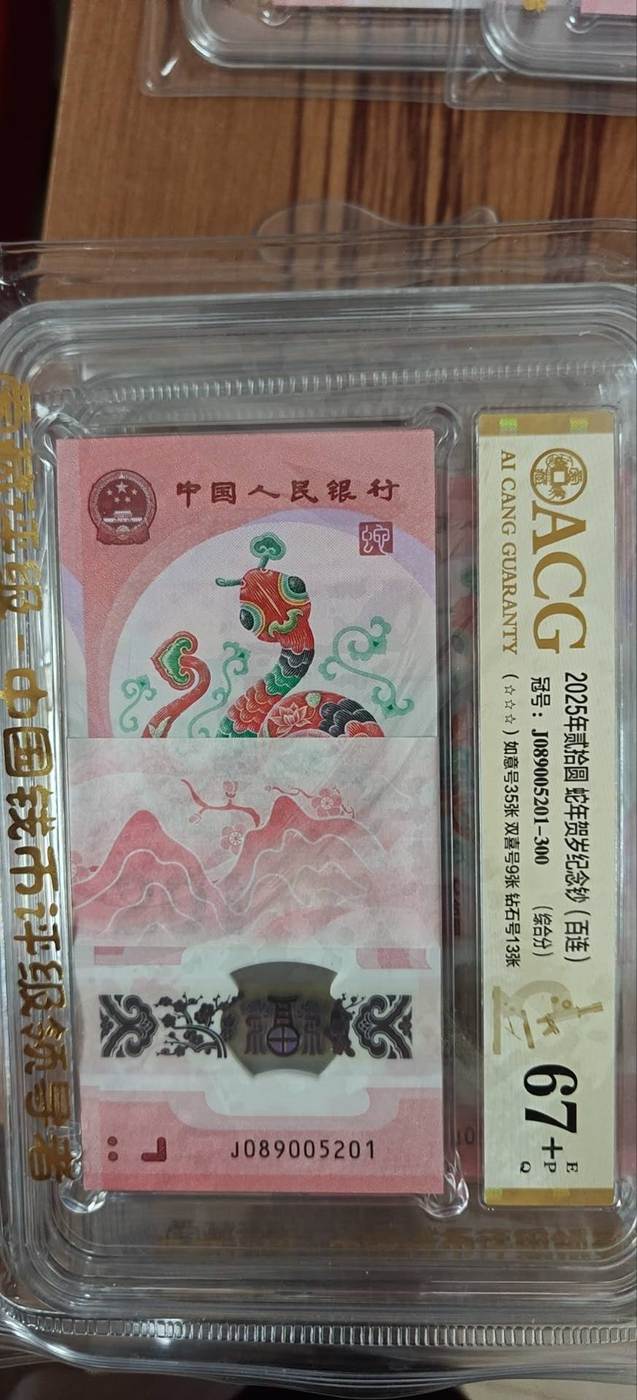 中国人民银行
蛇
J089005201
ACG
AI CANG GUARANTY
2025年贰拾圆 蛇年贺岁纪念钞（百连）
冠号：J089005201-300 （综合分）
（☆☆☆）如意号35张 双喜号9张 钻石号13张
67+
E
P
Q
评级 - 中国钱币评级领导者